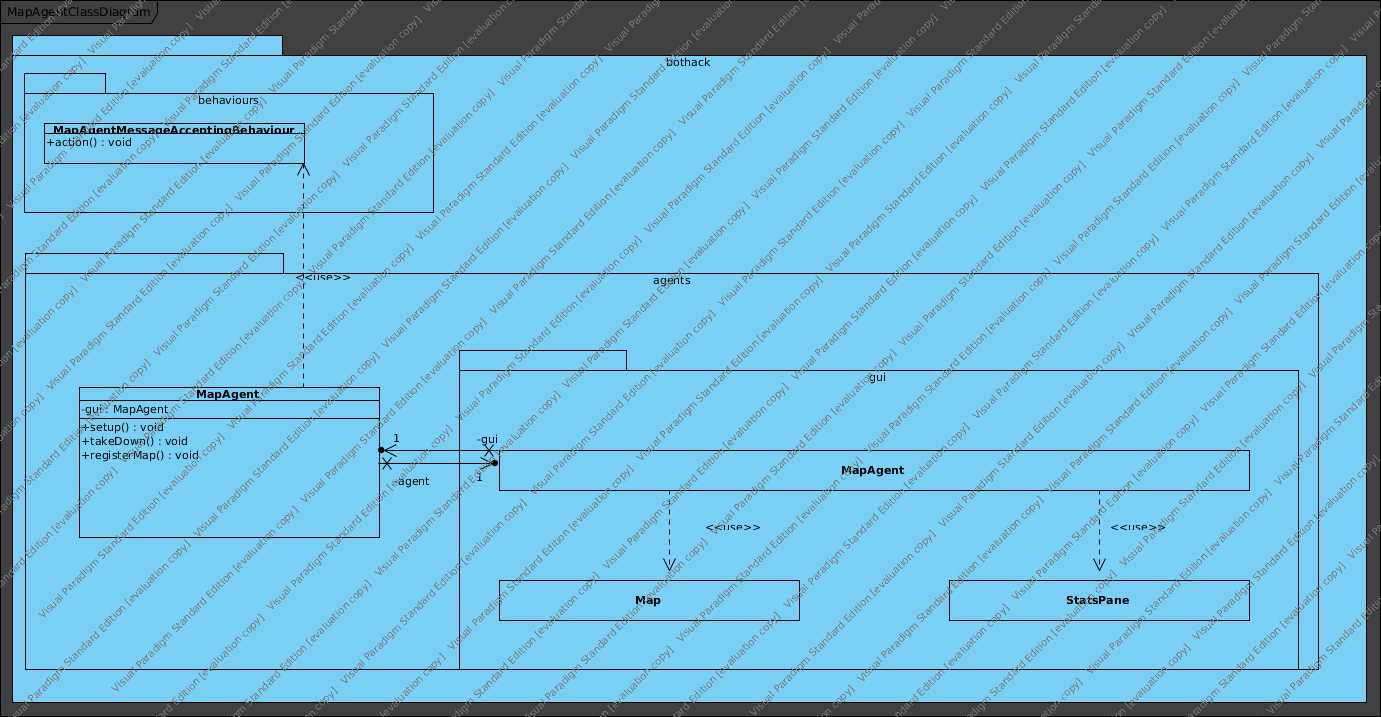 MapAgentClassDiagram
bothack
behaviours
MapAgentMessageAcceptingBehaviour
+action() : void
<<use>>
agents
gui
MapAgent
-gui : MapAgent
+setup() : void
+takeDown() : void
+registerMap() : void
1
-gui
-agent
1
MapAgent
<<use>>
<<use>>
Map
StatsPane
Visual Paradigm Standard Edition [evaluation copy]